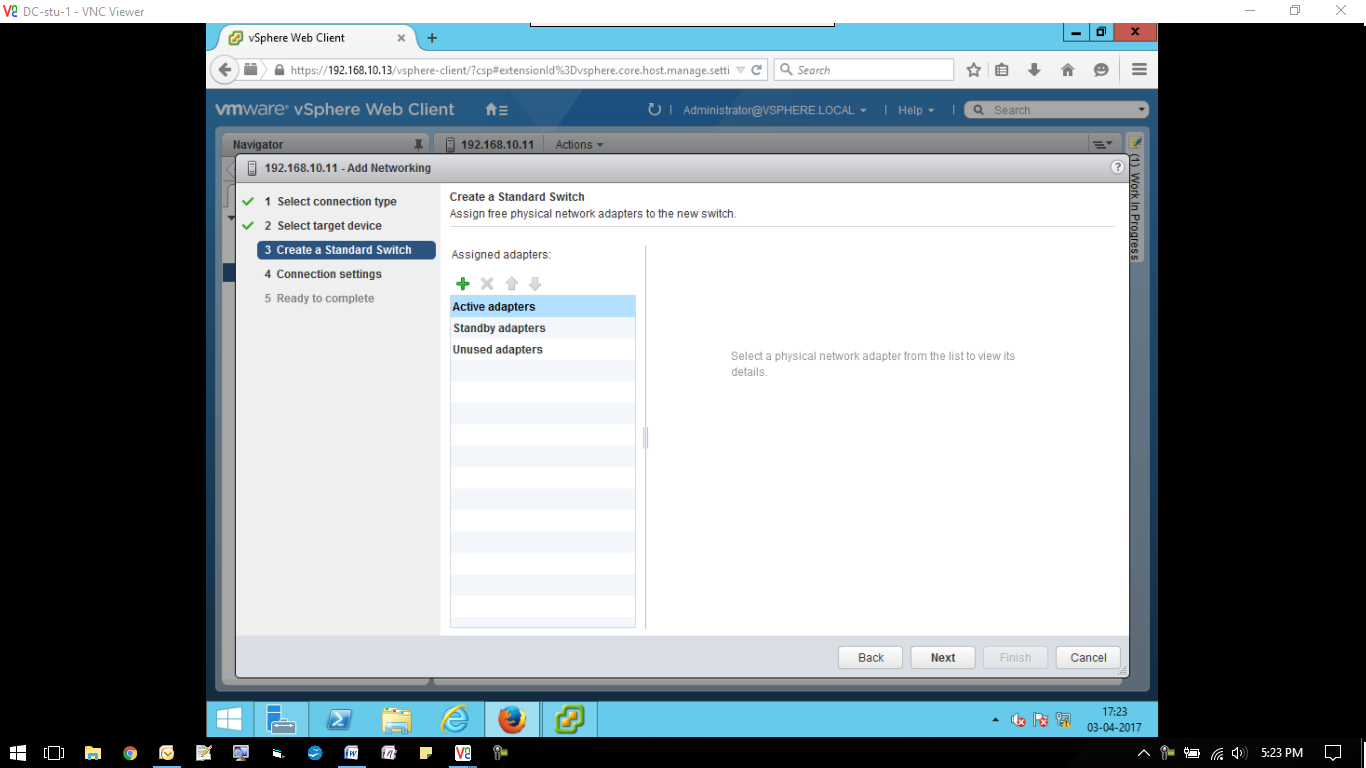 DC-stu-1 - VNC Viewer
vSphere Web Client
https://192.168.10.13/vsphere-client/?csp#extensionId%3Dvsphere.core.host.manage.setti
Search
vmware® vSphere Web Client
Administrator@VSPHERE.LOCAL
Help
Search
Navigator
192.168.10.11
Actions
(1) Work In Progress
192.168.10.11 - Add Networking
?
1 Select connection type
2 Select target device
3 Create a Standard Switch
4 Connection settings
5 Ready to complete
Create a Standard Switch
Assign free physical network adapters to the new switch.
Assigned adapters:
Active adapters
Standby adapters
Unused adapters
Select a physical network adapter from the list to view its
details.
Back
Next
Finish
Cancel
17:23
03-04-2017
5:23 PM